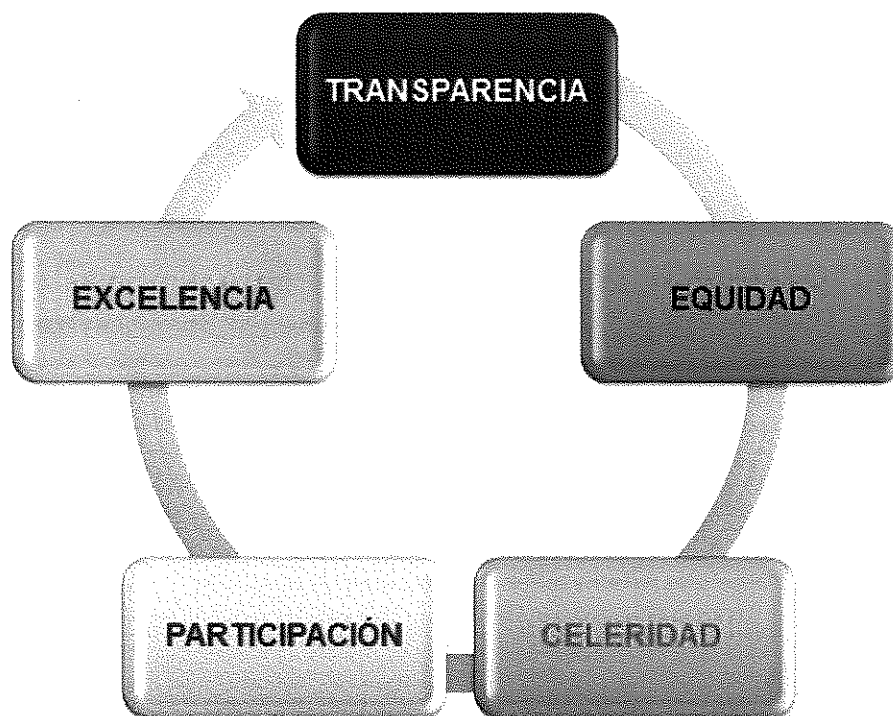 TRANSPARENCIA
EQUIDAD
CELERIDAD
PARTICIPACIÓN
EXCELENCIA